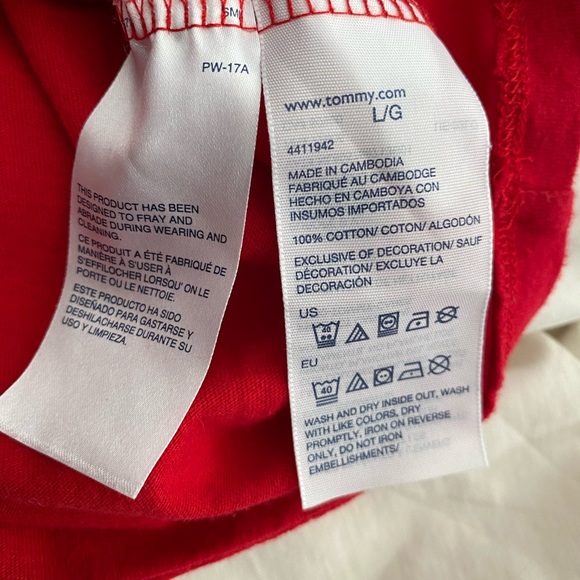 PW-17A
THIS PRODUCT HAS BEEN
DESIGNED TO FRAY AND
ABRADE DURING WEARING AND
CLEANING.
CE PRODUIT A ÉTÉ FABRIQUÉ DE
MANIÈRE À S'USER À
S'EFFILOCHER LORSQU' ON LE
PORTE OU LE NETTOIE.
ESTE PRODUCTO HA SIDO
DISEÑADO PARA GASTARSE Y
DESHILACHARSE DURANTE SU
USO Y LIMPIEZA.
www.tommy.com
L/G
4411942
MADE IN CAMBODIA
FABRIQUÉ AU CAMBODGE
HECHO EN CAMBOYA CON
INSUMOS IMPORTADOS
100% COTTON/ COTON/ ALGODÓN
EXCLUSIVE OF DECORATION/ SAUF
DÉCORATION/ EXCLUYE LA
DECORACIÓN
US
40
EU
40
WASH AND DRY INSIDE OUT, WASH
WITH LIKE COLORS, DRY
PROMPTLY, IRON ON REVERSE
ONLY, DO NOT IRON
EMBELLISHMENTS/